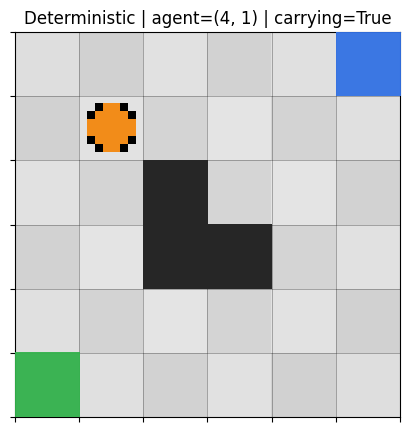 Deterministic | agent=(4, 1) | carrying=True